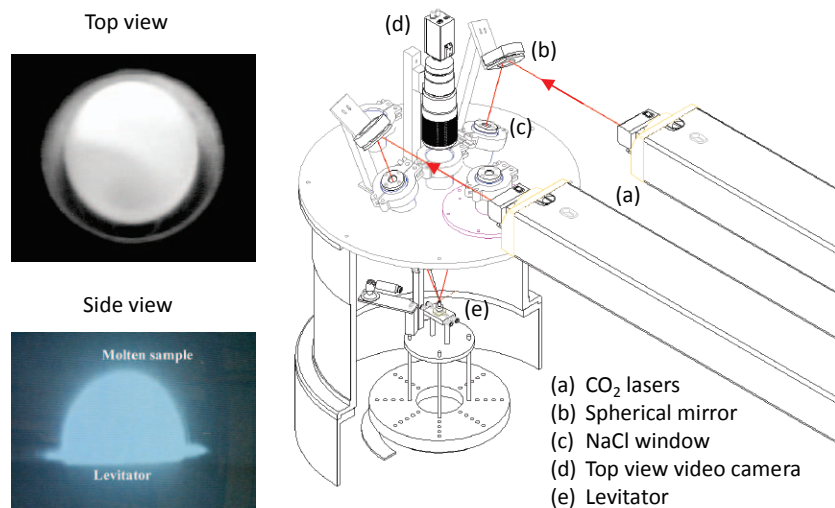 Top view
Side view
Molten sample
Levitator
(d)
(b)
(c)
(a)
(e)
(a) CO₂ lasers
(b) Spherical mirror
(c) NaCl window
(d) Top view video camera
(e) Levitator